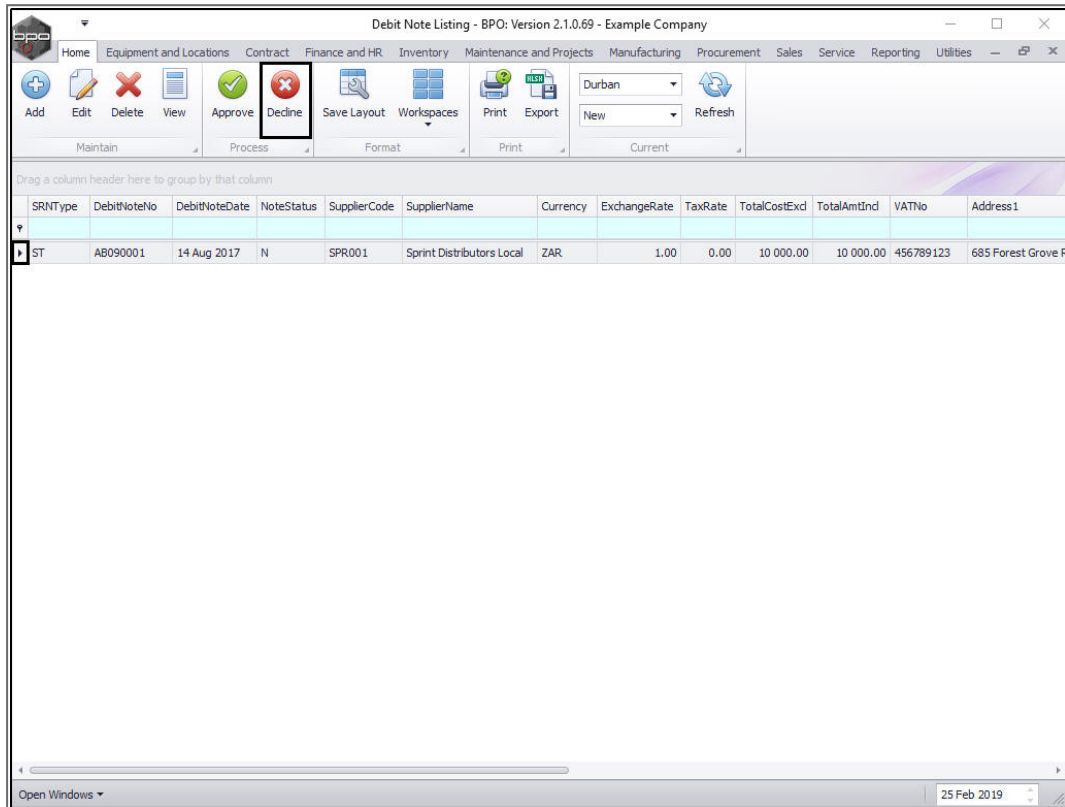 Debit Note Listing - BPO: Version 2.1.0.69 - Example Company
bpo
Home Equipment and Locations Contract Finance and HR Inventory Maintenance and Projects Manufacturing Procurement Sales Service Reporting Utilities
Add Edit Delete View Approve Decline Save Layout Workspaces Print Export Durban Refresh
New
Maintain Process Format Print Current
Drag a column header here to group by that column
SRNType DebitNoteNo DebitNoteDate NoteStatus SupplierCode SupplierName Currency ExchangeRate TaxRate TotalCostExcl TotalAmtIncl VATNo Address1
ST AB090001 14 Aug 2017 N SPR001 Sprint Distributors Local ZAR 1.00 0.00 10 000.00 10 000.00 456789123 685 Forest Grove
Open Windows 25 Feb 2019